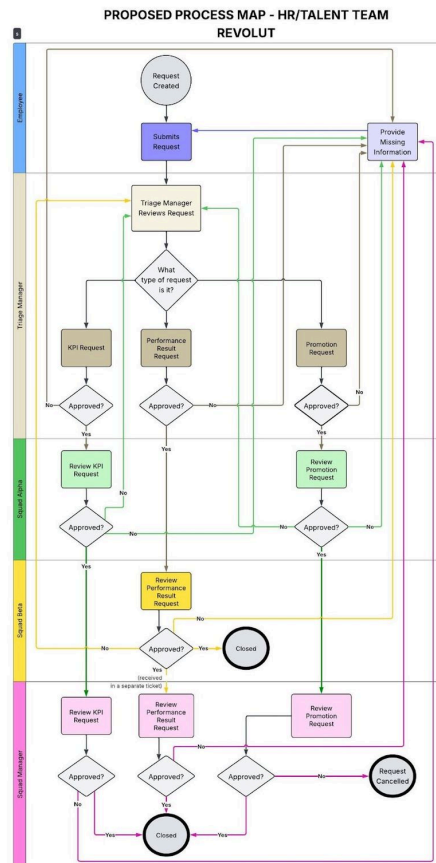 PROPOSED PROCESS MAP - HR/TALENT TEAM
REVOLUT
Employee
Request
Created
Submits
Request
Provide
Missing
Information
Triage Manager
Triage Manager
Reviews Request
What
type of request
is it?
KPI Request
Performance
Result
Request
Promotion
Request
No
Approved?
Approved?
No
Approved?
No
Yes
Yes
Squad Alpha
Review KPI
Request
Review
Promotion
Request
No
Approved?
No
No
Approved?
No
Yes
Yes
Yes
Squad Beta
Review
Performance
Result
Request
No
No
Approved?
Yes
Closed
Yes
(received
in a separate ticket)
Squad Manager
Review KPI
Request
Review
Performance
Result
Request
Review
Promotion
Request
No
Approved?
Approved?
Approved?
No
Request
Cancelled
No
Yes
Yes
Closed
Yes